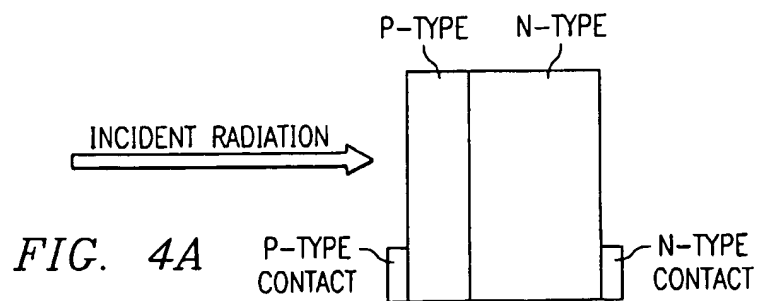 P-TYPE
N-TYPE
INCIDENT RADIATION
FIG. 4A
P-TYPE
CONTACT
N-TYPE
CONTACT